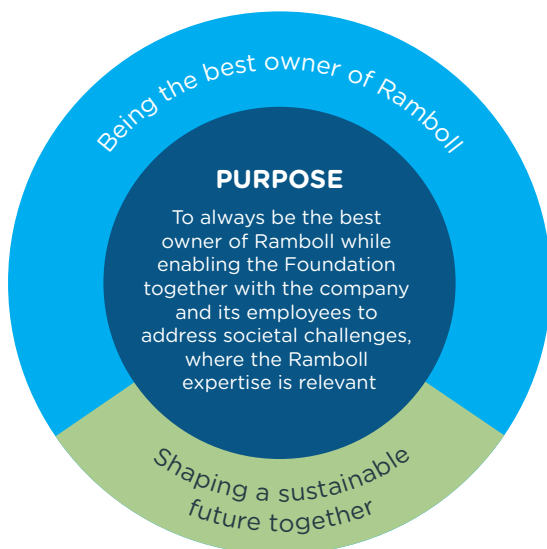 Being the best owner of Ramboll
PURPOSE
To always be the best
owner of Ramboll while
enabling the Foundation
together with the company
and its employees to
address societal challenges,
where the Ramboll
expertise is relevant
Shaping a sustainable
future together